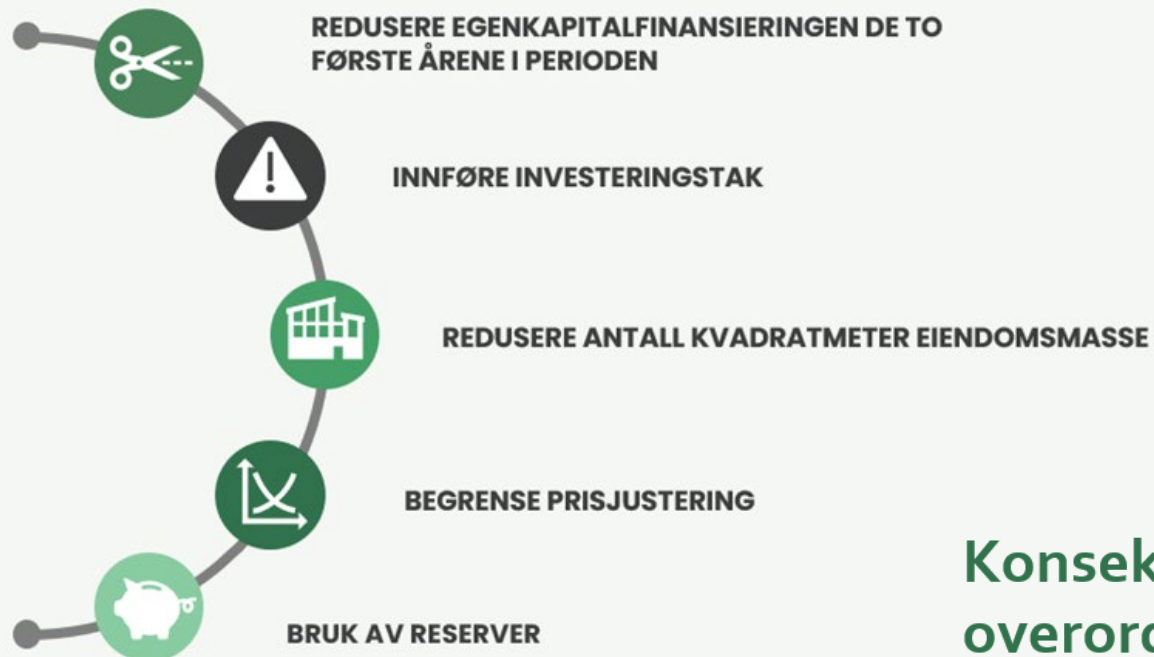 REDUSERE EGENKAPITALFINANSIERINGEN DE TO
FØRSTE ÅRENE I PERIODEN
INNFØRE INVESTERINGSTAK
REDUSERE ANTALL KVADRATMETER EIENDOMSMASSE
BEGRENSE PRISJUSTERING
BRUK AV RESERVER